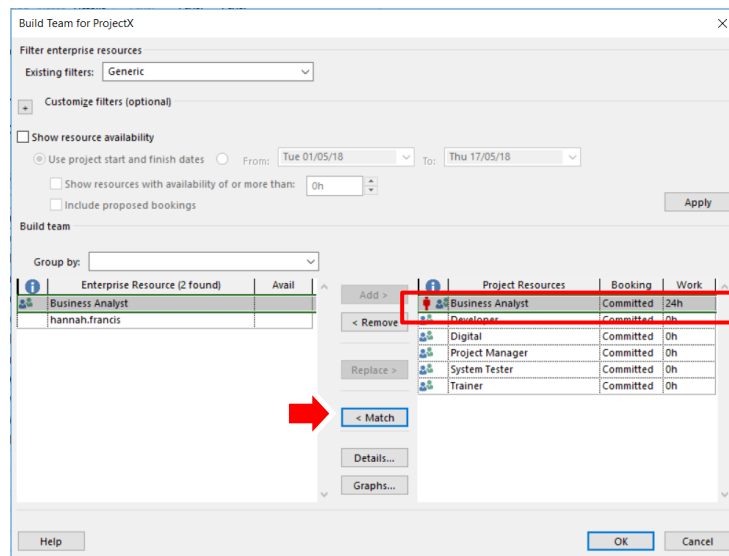 Build Team for ProjectX
Filter enterprise resources
Existing filters: Generic
+ Customize filters (optional)
Show resource availability
Use project start and finish dates From: Tue 01/05/18 To: Thu 17/05/18
Show resources with availability of or more than: 0h
Include proposed bookings
Apply
Build team
Group by:
Enterprise Resource (2 found) Avail
Business Analyst
hannah.francis
Add >
< Remove
Replace >
< Match
Details...
Graphs...
Project Resources Booking Work
Business Analyst Committed 24h
Developer Committed 0h
Digital Committed 0h
Project Manager Committed 0h
System Tester Committed 0h
Trainer Committed 0h
Help OK Cancel